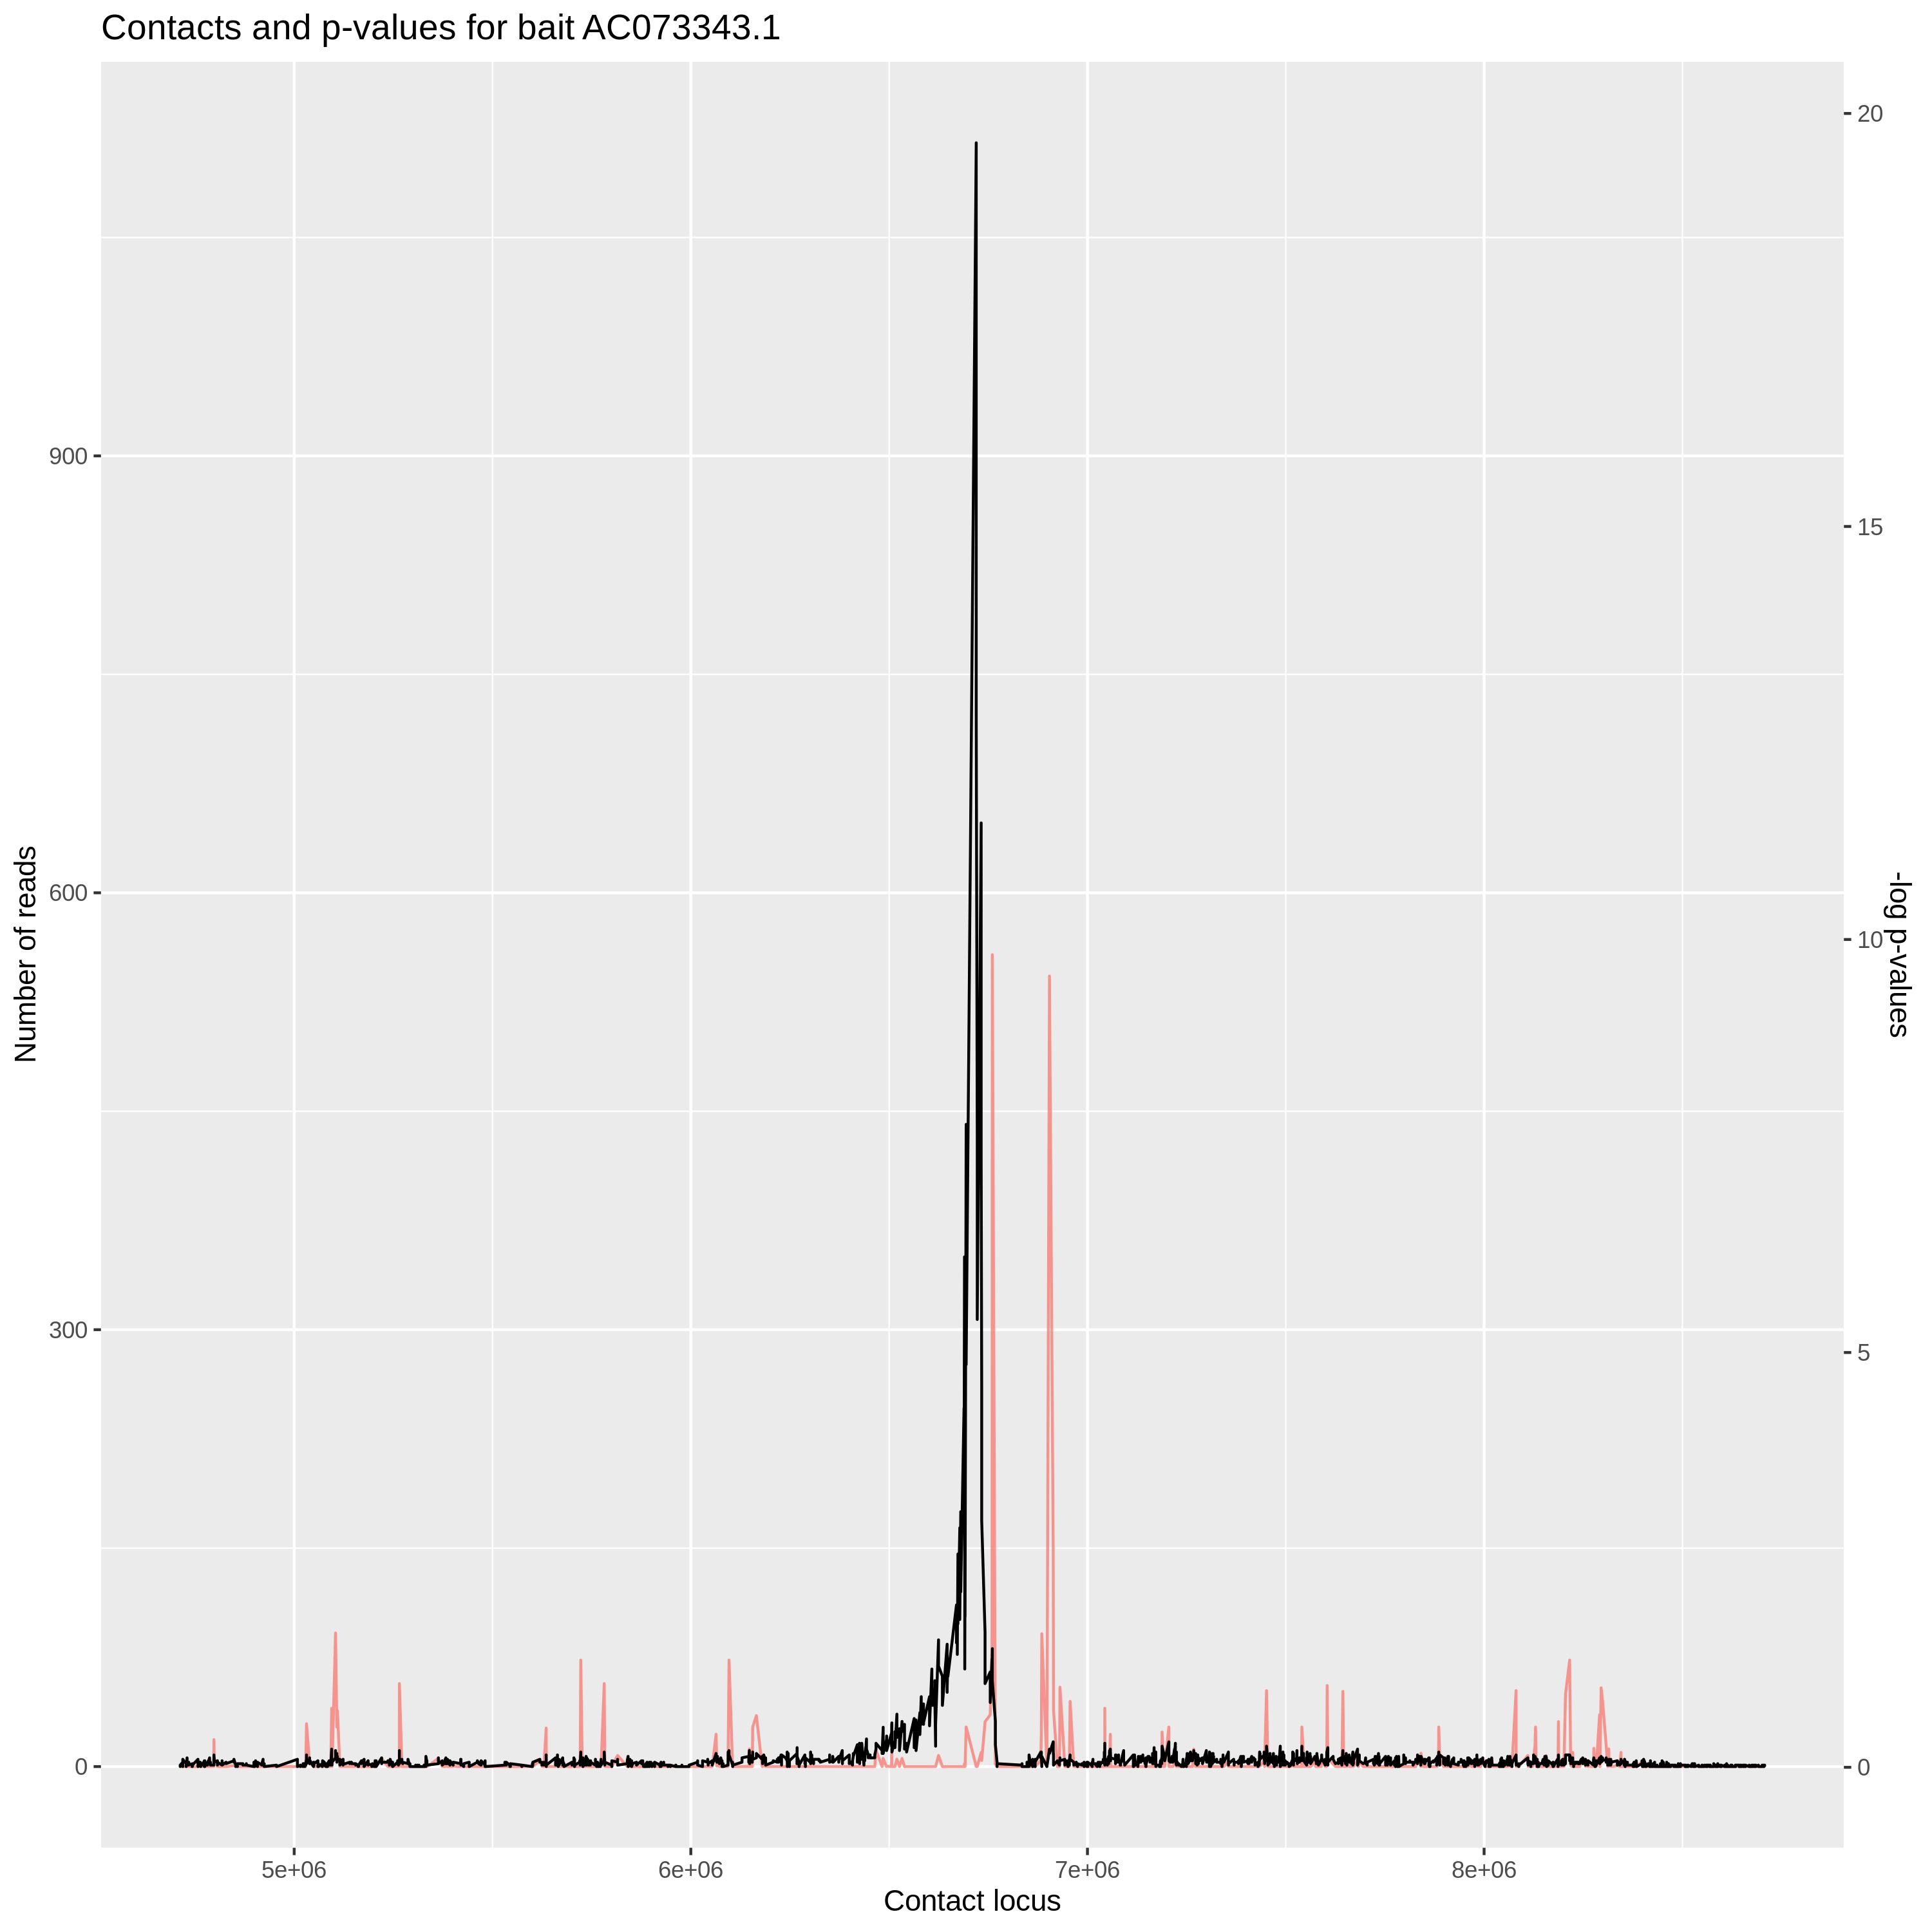 Contacts and p-values for bait AC073343.1
20
900
15
Number of reads
600
10
-log p-values
300
5
0
0
5e+06
6e+06
7e+06
8e+06
Contact locus